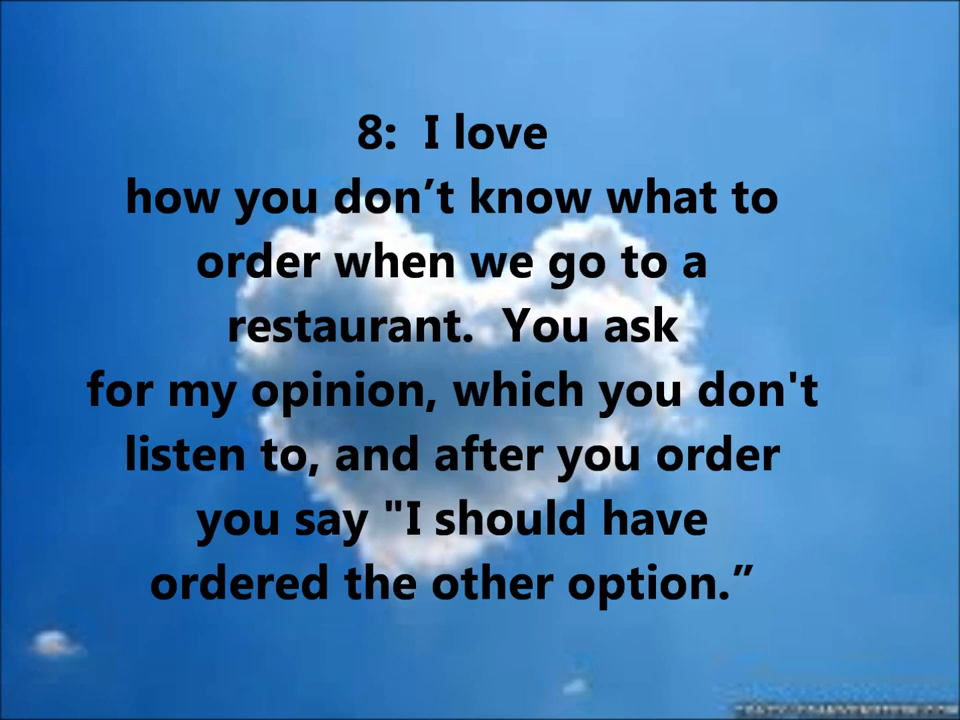 8:  I love
how you don’t know what to
order when we go to a
restaurant.  You ask
for my opinion, which you don't
listen to, and after you order
you say "I should have
ordered the other option.”